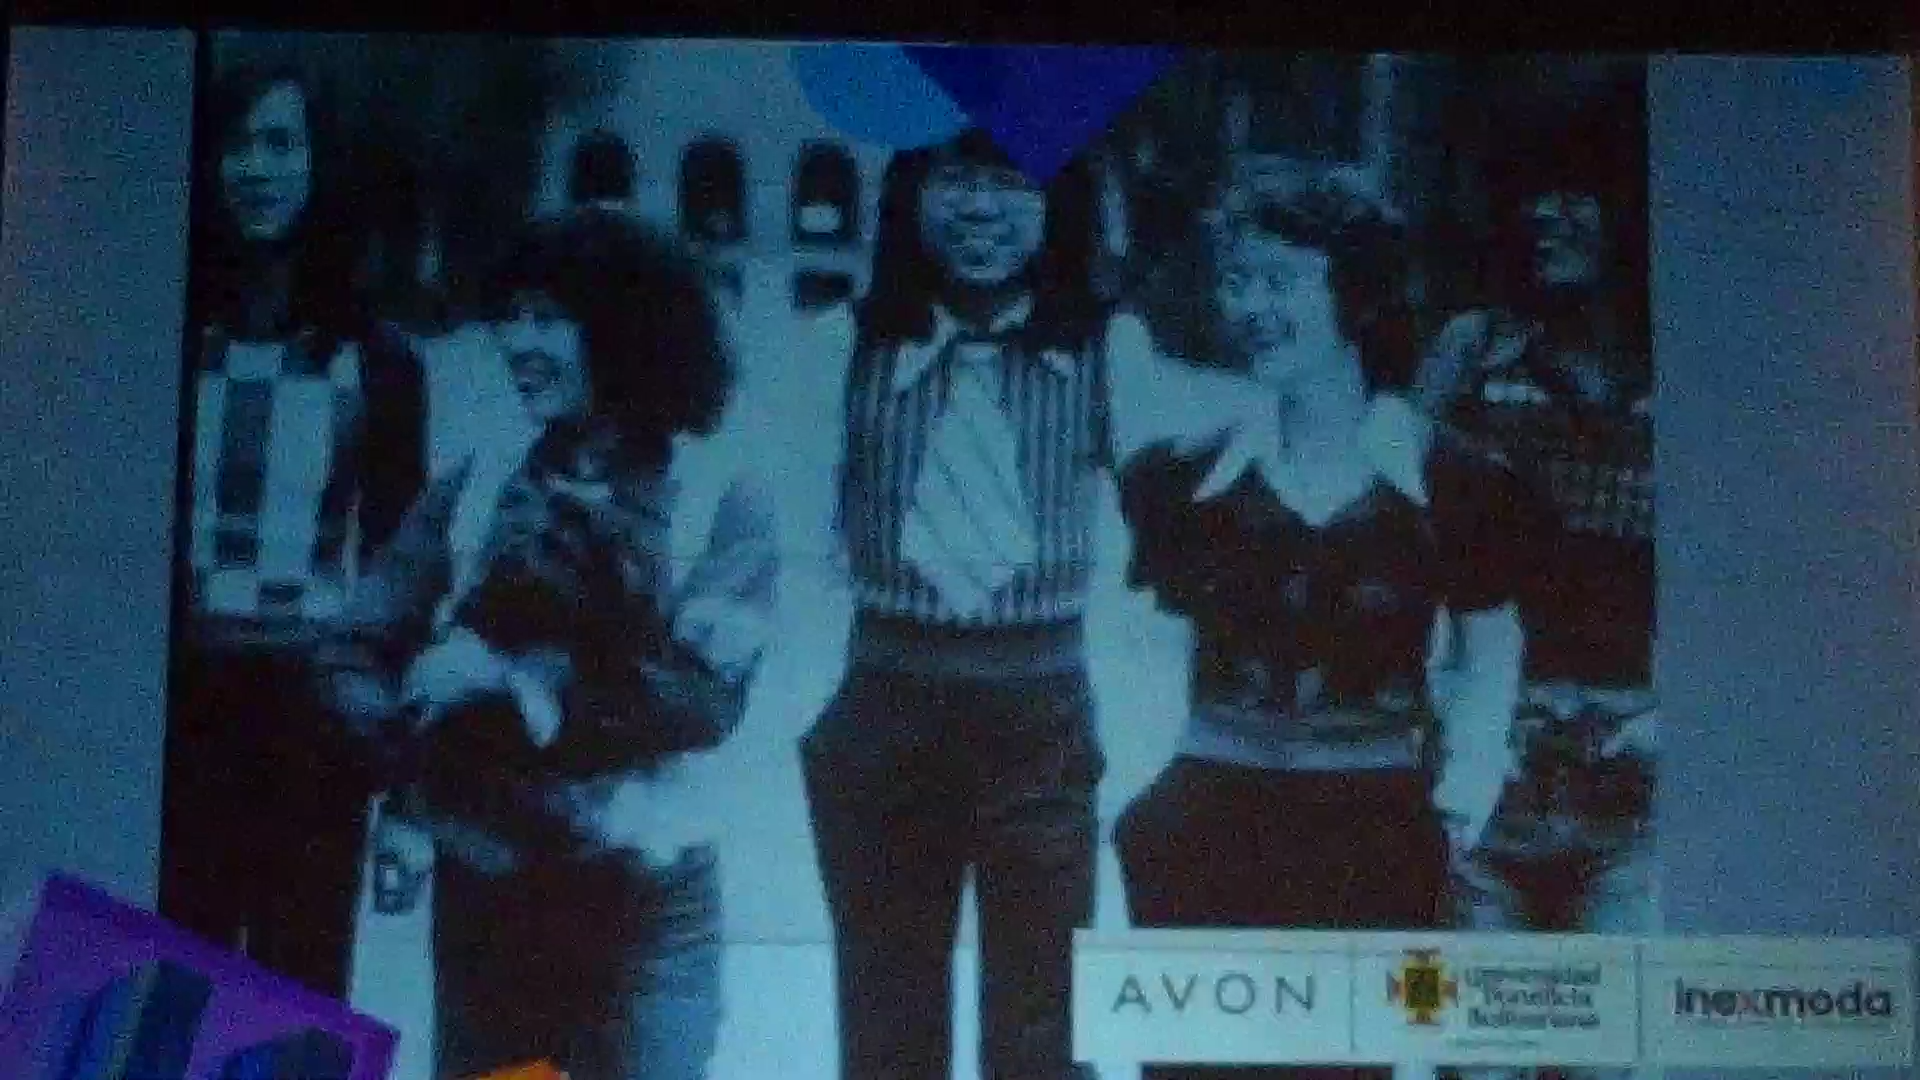 AVON
Universidad
Pontificia
Bolivariana
Inexmoda